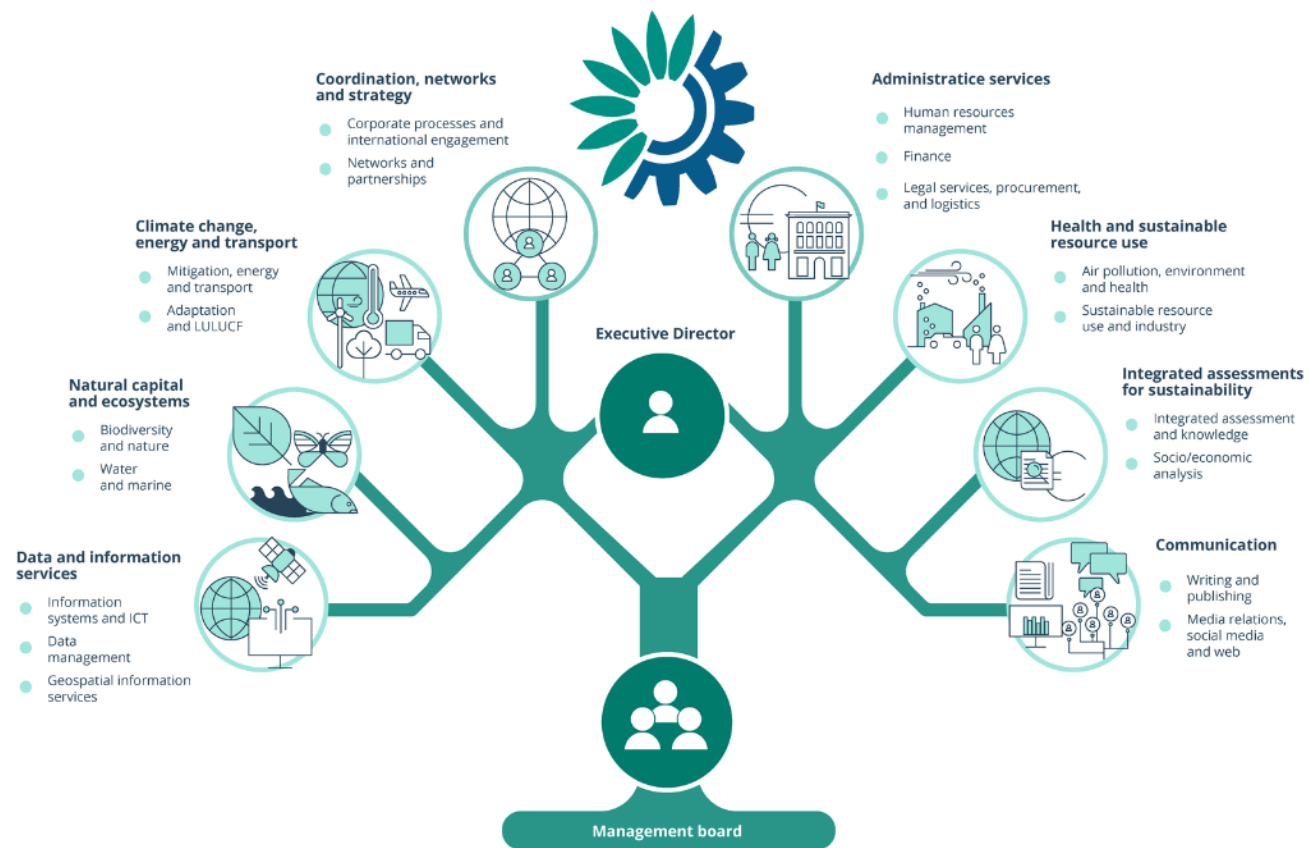 Coordination, networks
and strategy
Corporate processes and
international engagement
Networks and
partnerships
Administratice services
Human resources
management
Finance
Legal services, procurement,
and logistics
Climate change,
energy and transport
Mitigation, energy
and transport
Adaptation
and LULUCF
Health and sustainable
resource use
Air pollution, environment
and health
Sustainable resource
use and industry
Executive Director
Natural capital
and ecosystems
Biodiversity
and nature
Water
and marine
Integrated assessments
for sustainability
Integrated assessment
and knowledge
Socio/economic
analysis
Data and information
services
Information
systems and ICT
Data
management
Geospatial information
services
Communication
Writing and
publishing
Media relations,
social media
and web
Management board